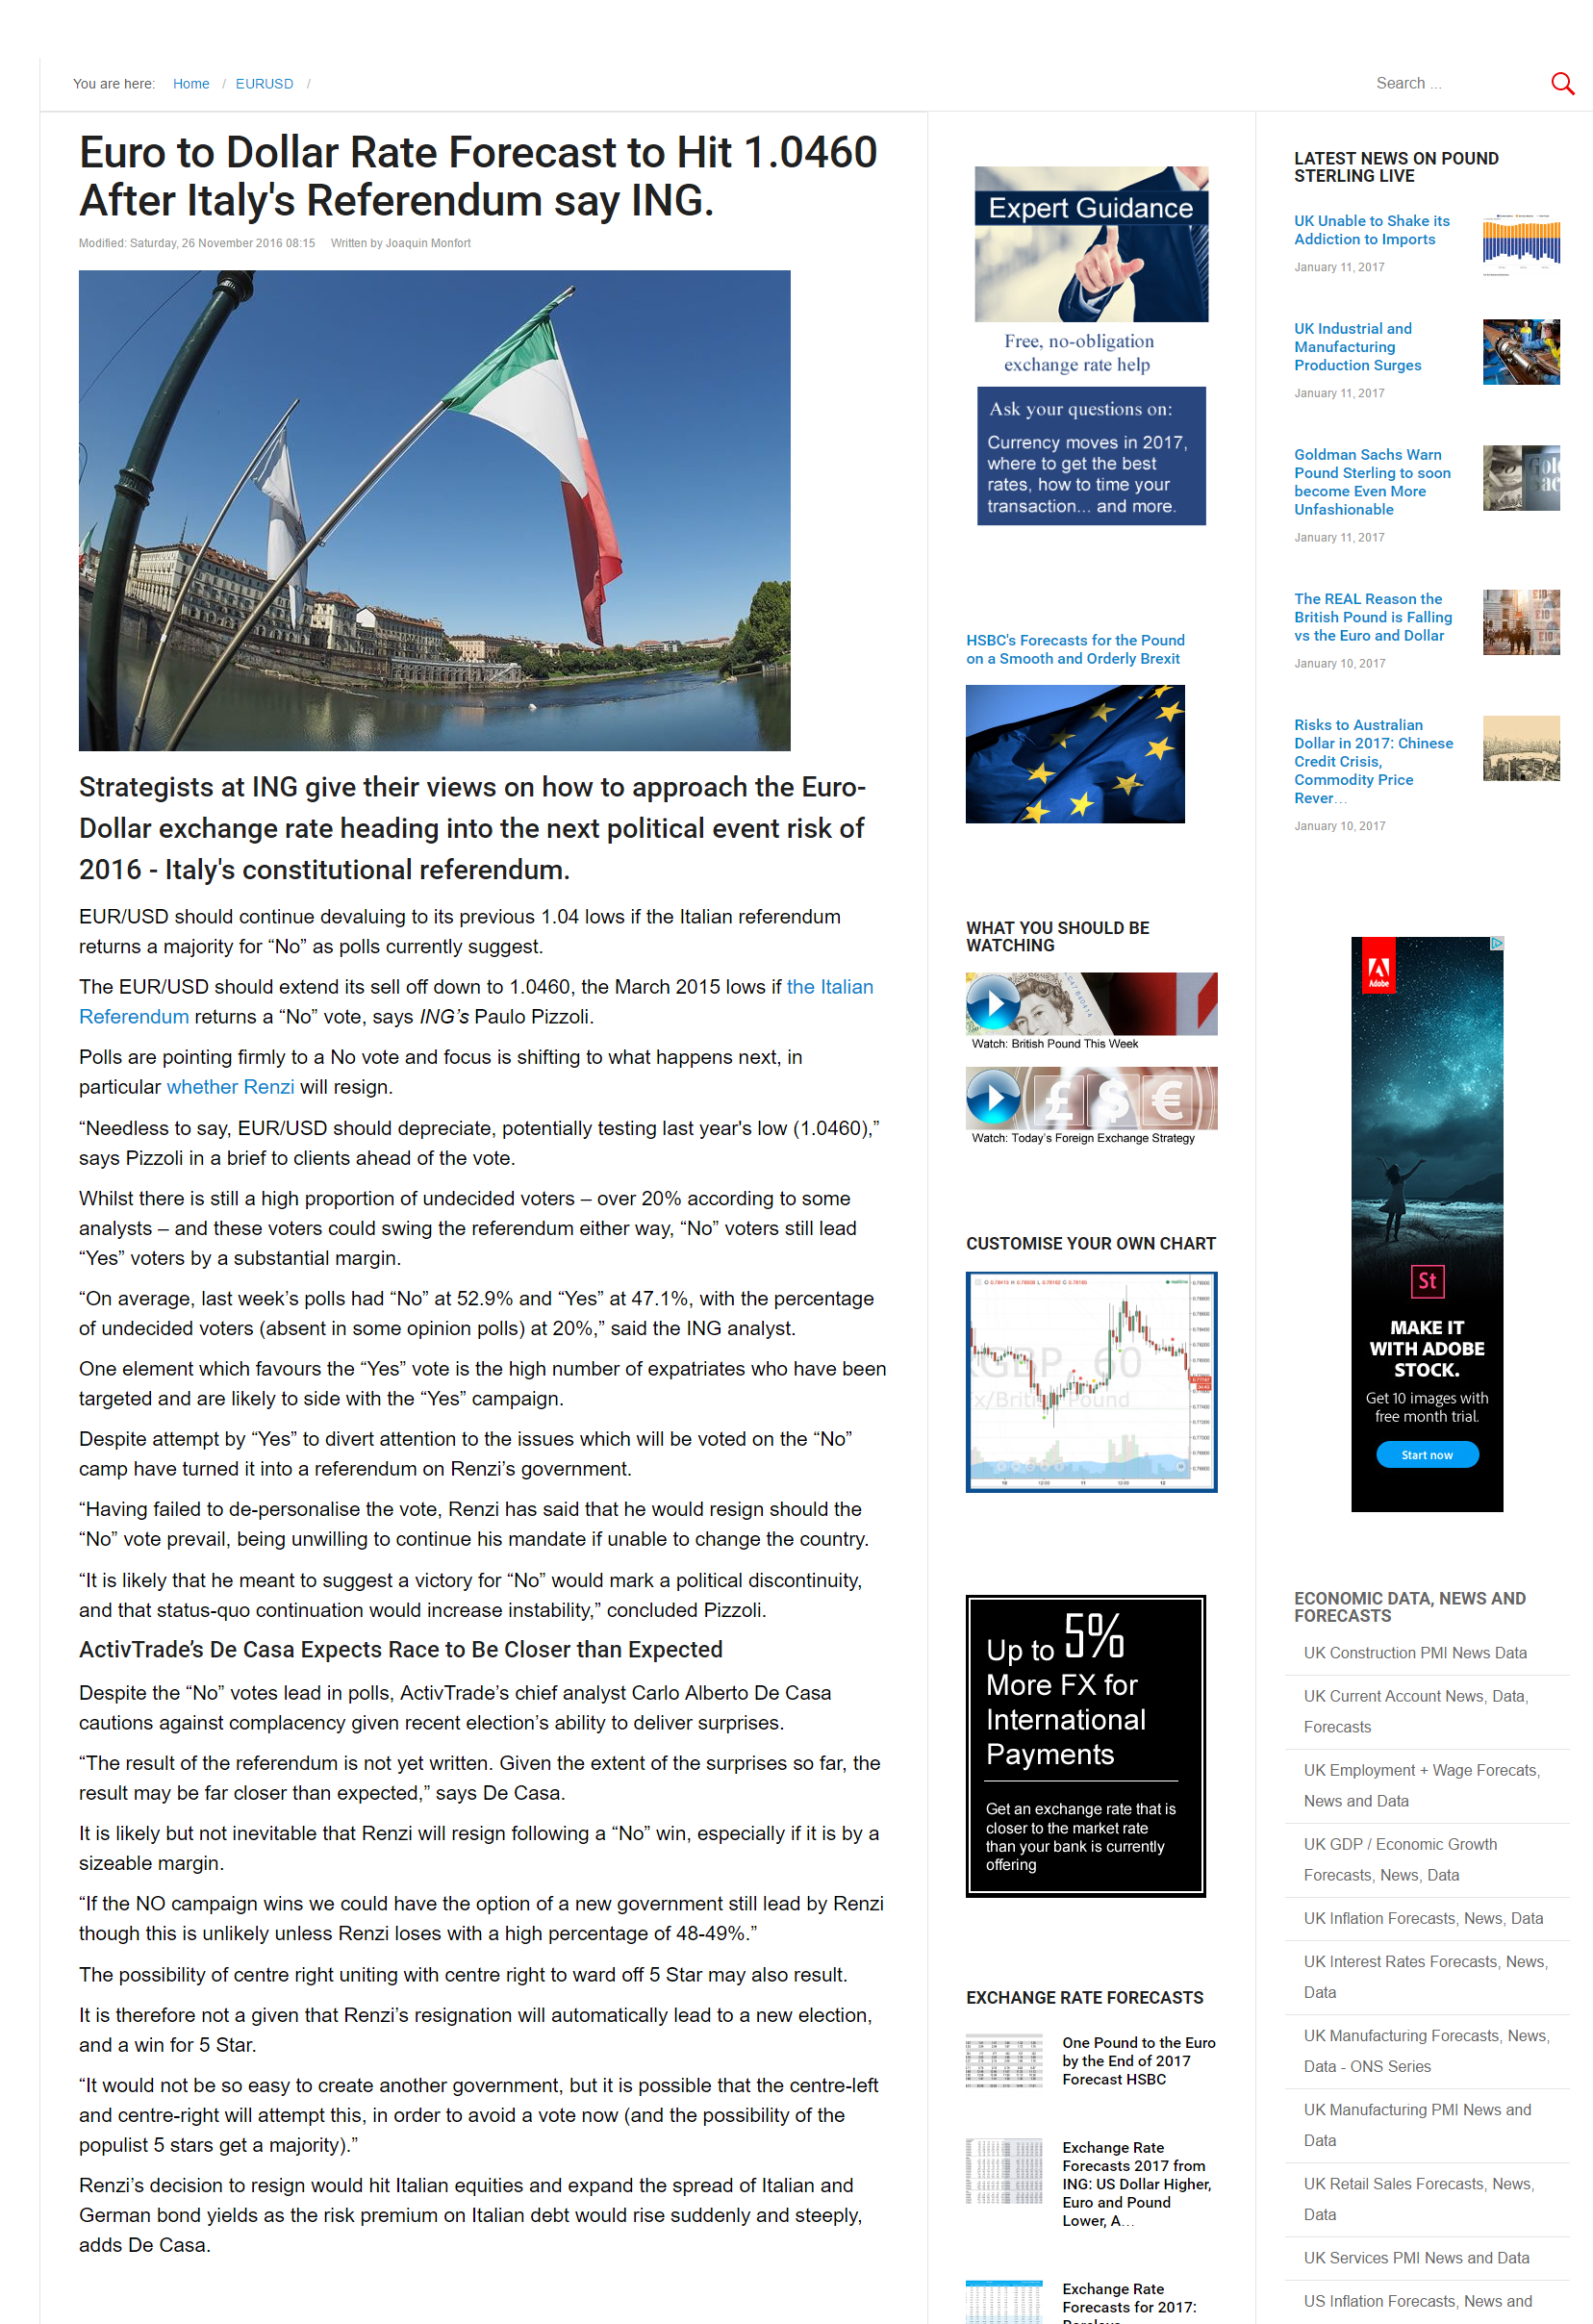 You are here: Home / EURUSD /
Search ...
Euro to Dollar Rate Forecast to Hit 1.0460
After Italy's Referendum say ING.
Modified: Saturday, 26 November 2016 08:15 Written by Joaquin Monfort
Strategists at ING give their views on how to approach the Euro-
Dollar exchange rate heading into the next political event risk of
2016 - Italy's constitutional referendum.
EUR/USD should continue devaluing to its previous 1.04 lows if the Italian referendum
returns a majority for “No” as polls currently suggest.
The EUR/USD should extend its sell off down to 1.0460, the March 2015 lows if the Italian
Referendum returns a “No” vote, says ING’s Paulo Pizzoli.
Polls are pointing firmly to a No vote and focus is shifting to what happens next, in
particular whether Renzi will resign.
“Needless to say, EUR/USD should depreciate, potentially testing last year's low (1.0460),”
says Pizzoli in a brief to clients ahead of the vote.
Whilst there is still a high proportion of undecided voters – over 20% according to some
analysts – and these voters could swing the referendum either way, “No” voters still lead
“Yes” voters by a substantial margin.
“On average, last week’s polls had “No” at 52.9% and “Yes” at 47.1%, with the percentage
of undecided voters (absent in some opinion polls) at 20%,” said the ING analyst.
One element which favours the “Yes” vote is the high number of expatriates who have been
targeted and are likely to side with the “Yes” campaign.
Despite attempt by “Yes” to divert attention to the issues which will be voted on the “No”
camp have turned it into a referendum on Renzi’s government.
“Having failed to de-personalise the vote, Renzi has said that he would resign should the
“No” vote prevail, being unwilling to continue his mandate if unable to change the country.
“It is likely that he meant to suggest a victory for “No” would mark a political discontinuity,
and that status-quo continuation would increase instability,” concluded Pizzoli.
ActivTrade’s De Casa Expects Race to Be Closer than Expected
Despite the “No” votes lead in polls, ActivTrade’s chief analyst Carlo Alberto De Casa
cautions against complacency given recent election’s ability to deliver surprises.
“The result of the referendum is not yet written. Given the extent of the surprises so far, the
result may be far closer than expected,” says De Casa.
It is likely but not inevitable that Renzi will resign following a “No” win, especially if it is by a
sizeable margin.
“If the NO campaign wins we could have the option of a new government still lead by Renzi
though this is unlikely unless Renzi loses with a high percentage of 48-49%.”
The possibility of centre right uniting with centre right to ward off 5 Star may also result.
It is therefore not a given that Renzi’s resignation will automatically lead to a new election,
and a win for 5 Star.
“It would not be so easy to create another government, but it is possible that the centre-left
and centre-right will attempt this, in order to avoid a vote now (and the possibility of the
populist 5 stars get a majority).”
Renzi’s decision to resign would hit Italian equities and expand the spread of Italian and
German bond yields as the risk premium on Italian debt would rise suddenly and steeply,
adds De Casa.
Expert Guidance
Free, no-obligation
exchange rate help
Ask your questions on:
Currency moves in 2017,
where to get the best
rates, how to time your
transaction... and more.
HSBC's Forecasts for the Pound
on a Smooth and Orderly Brexit
WHAT YOU SHOULD BE
WATCHING
Watch: British Pound This Week
£ $ €
Watch: Today's Foreign Exchange Strategy
CUSTOMISE YOUR OWN CHART
GBP, 60
x/British Pound
Up to 5%
More FX for
International
Payments
Get an exchange rate that is
closer to the market rate
than your bank is currently
offering
EXCHANGE RATE FORECASTS
One Pound to the Euro
by the End of 2017
Forecast HSBC
Exchange Rate
Forecasts 2017 from
ING: US Dollar Higher,
Euro and Pound
Lower, A...
Exchange Rate
Forecasts for 2017:
LATEST NEWS ON POUND
STERLING LIVE
UK Unable to Shake its
Addiction to Imports
January 11, 2017
UK Industrial and
Manufacturing
Production Surges
January 11, 2017
Goldman Sachs Warn
Pound Sterling to soon
become Even More
Unfashionable
January 11, 2017
The REAL Reason the
British Pound is Falling
vs the Euro and Dollar
January 10, 2017
Risks to Australian
Dollar in 2017: Chinese
Credit Crisis,
Commodity Price
Rever...
January 10, 2017
Adobe
St
MAKE IT
WITH ADOBE
STOCK.
Get 10 images with
free month trial.
Start now
ECONOMIC DATA, NEWS AND
FORECASTS
UK Construction PMI News Data
UK Current Account News, Data,
Forecasts
UK Employment + Wage Forecats,
News and Data
UK GDP / Economic Growth
Forecasts, News, Data
UK Inflation Forecasts, News, Data
UK Interest Rates Forecasts, News,
Data
UK Manufacturing Forecasts, News,
Data - ONS Series
UK Manufacturing PMI News and
Data
UK Retail Sales Forecasts, News,
Data
UK Services PMI News and Data
US Inflation Forecasts, News and